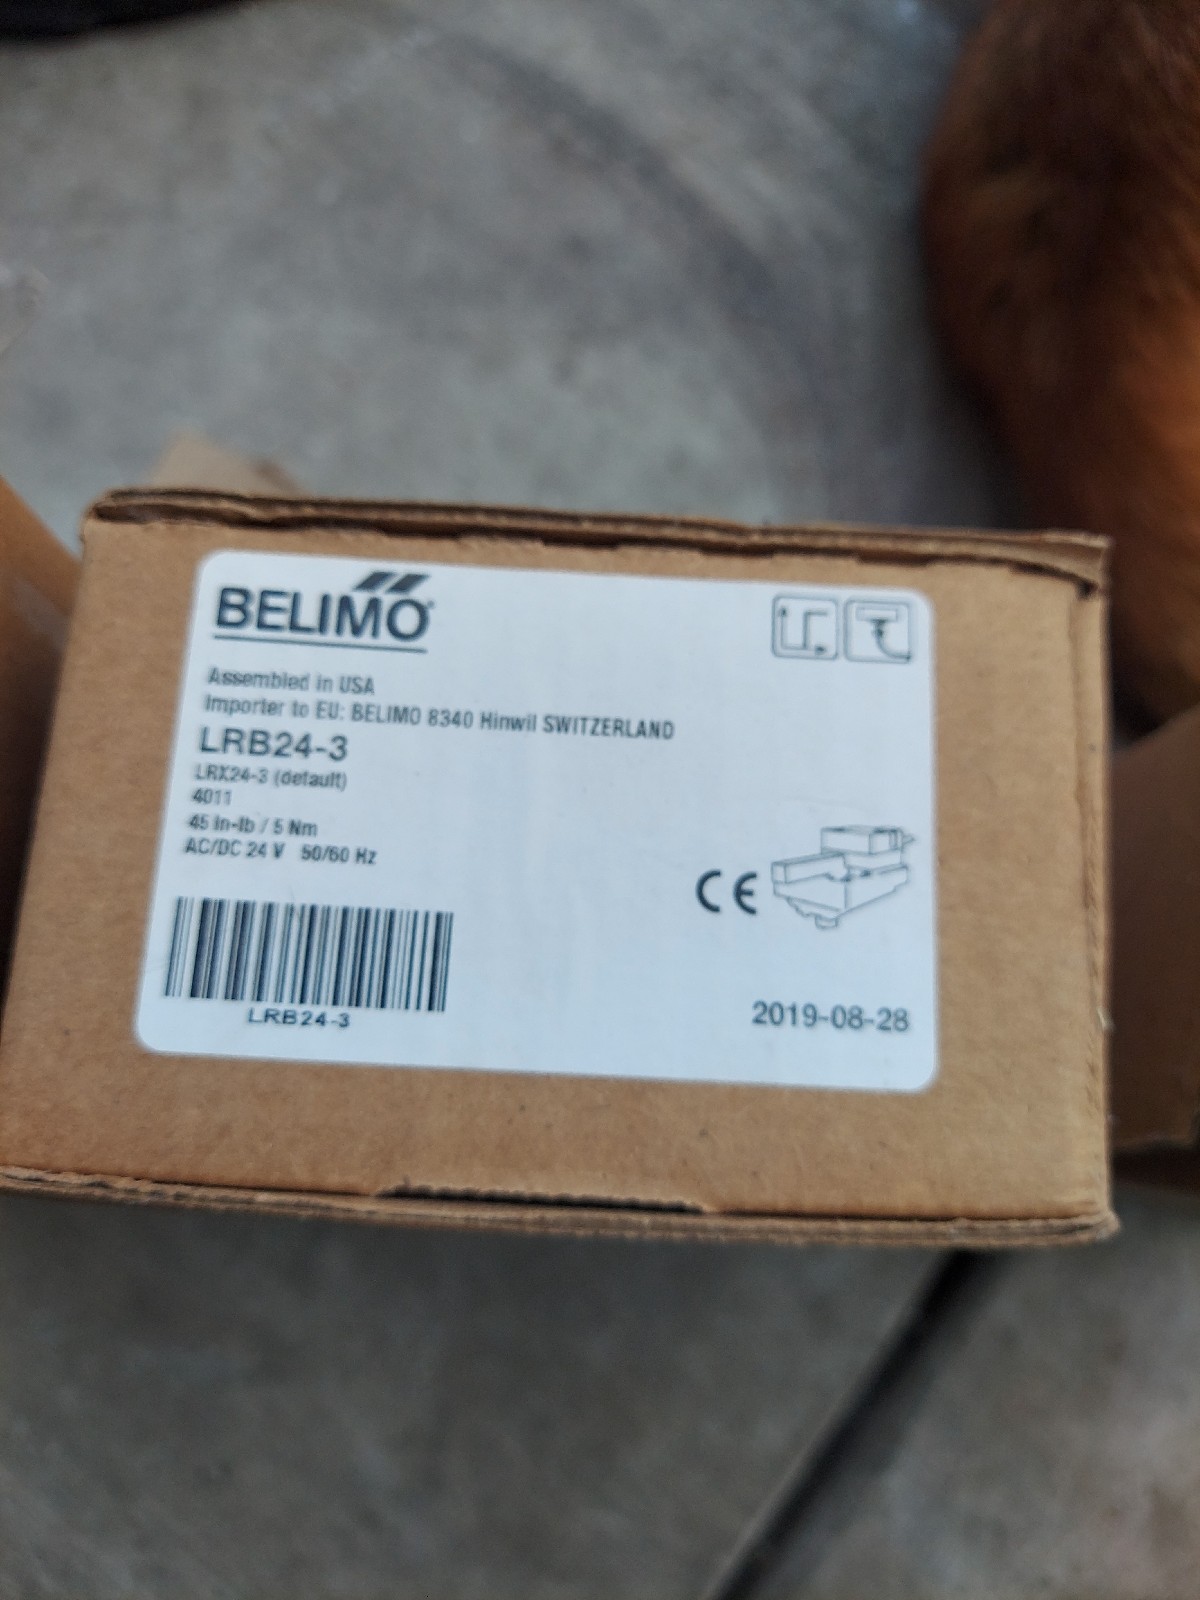 BELIMO
Assembled in USA
Importer to EU: BELIMO 8340 Hinwil SWITZERLAND
LRB24-3
LRX24-3 (default)
4011
45 in-lb / 5 Nm
AC/DC 24 V 50/60 Hz
CE
LRB24-3
2019-08-28